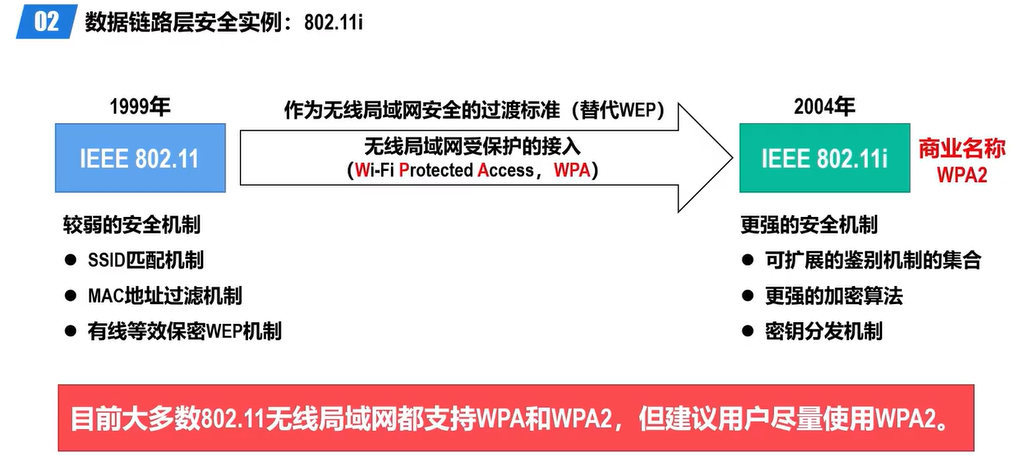 02 数据链路层安全实例：802.11i
1999年
作为无线局域网安全的过渡标准（替代WEP）
2004年
IEEE 802.11
无线局域网受保护的接入
（Wi-Fi Protected Access，WPA）
IEEE 802.11i
商业名称
WPA2
较弱的安全机制
● SSID匹配机制
● MAC地址过滤机制
● 有线等效保密WEP机制
更强的安全机制
● 可扩展的鉴别机制的集合
● 更强的加密算法
● 密钥分发机制
目前大多数802.11无线局域网都支持WPA和WPA2，但建议用户尽量使用WPA2。